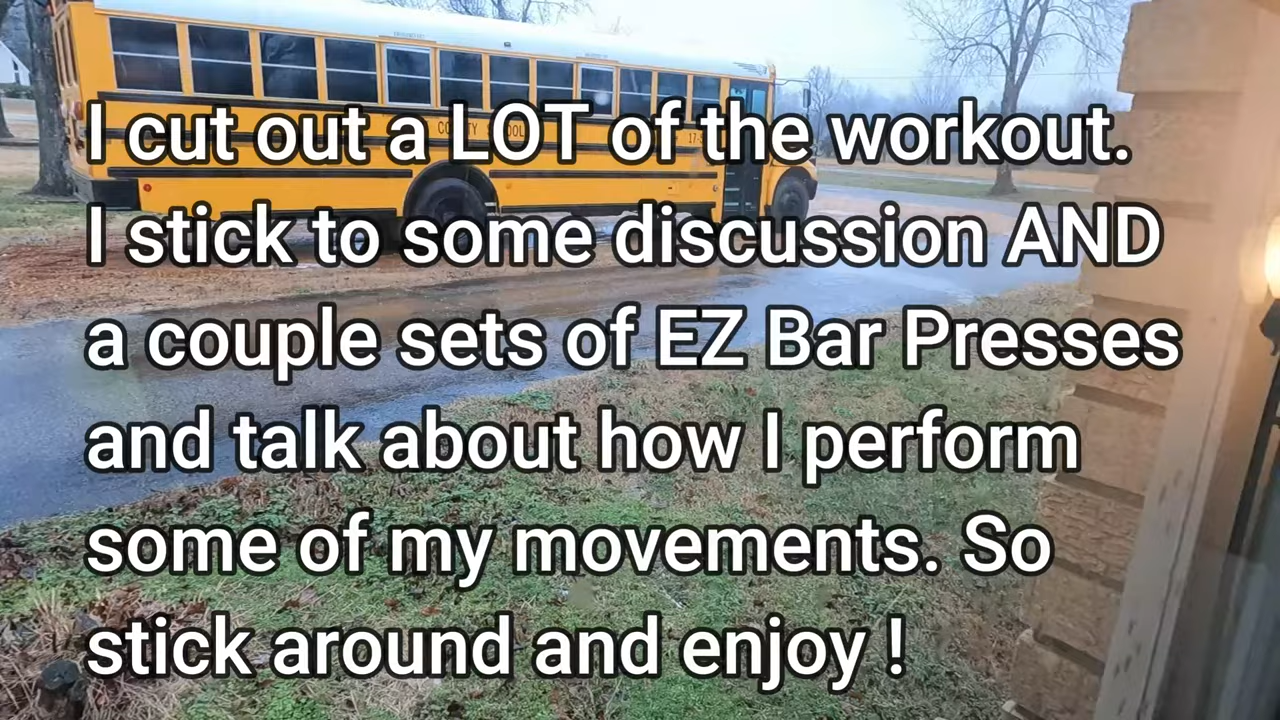 I cut out a LOT of the workout.
I stick to some discussion AND
a couple sets of EZ Bar Presses
and talk about how I perform
some of my movements. So
stick around and enjoy !
17-